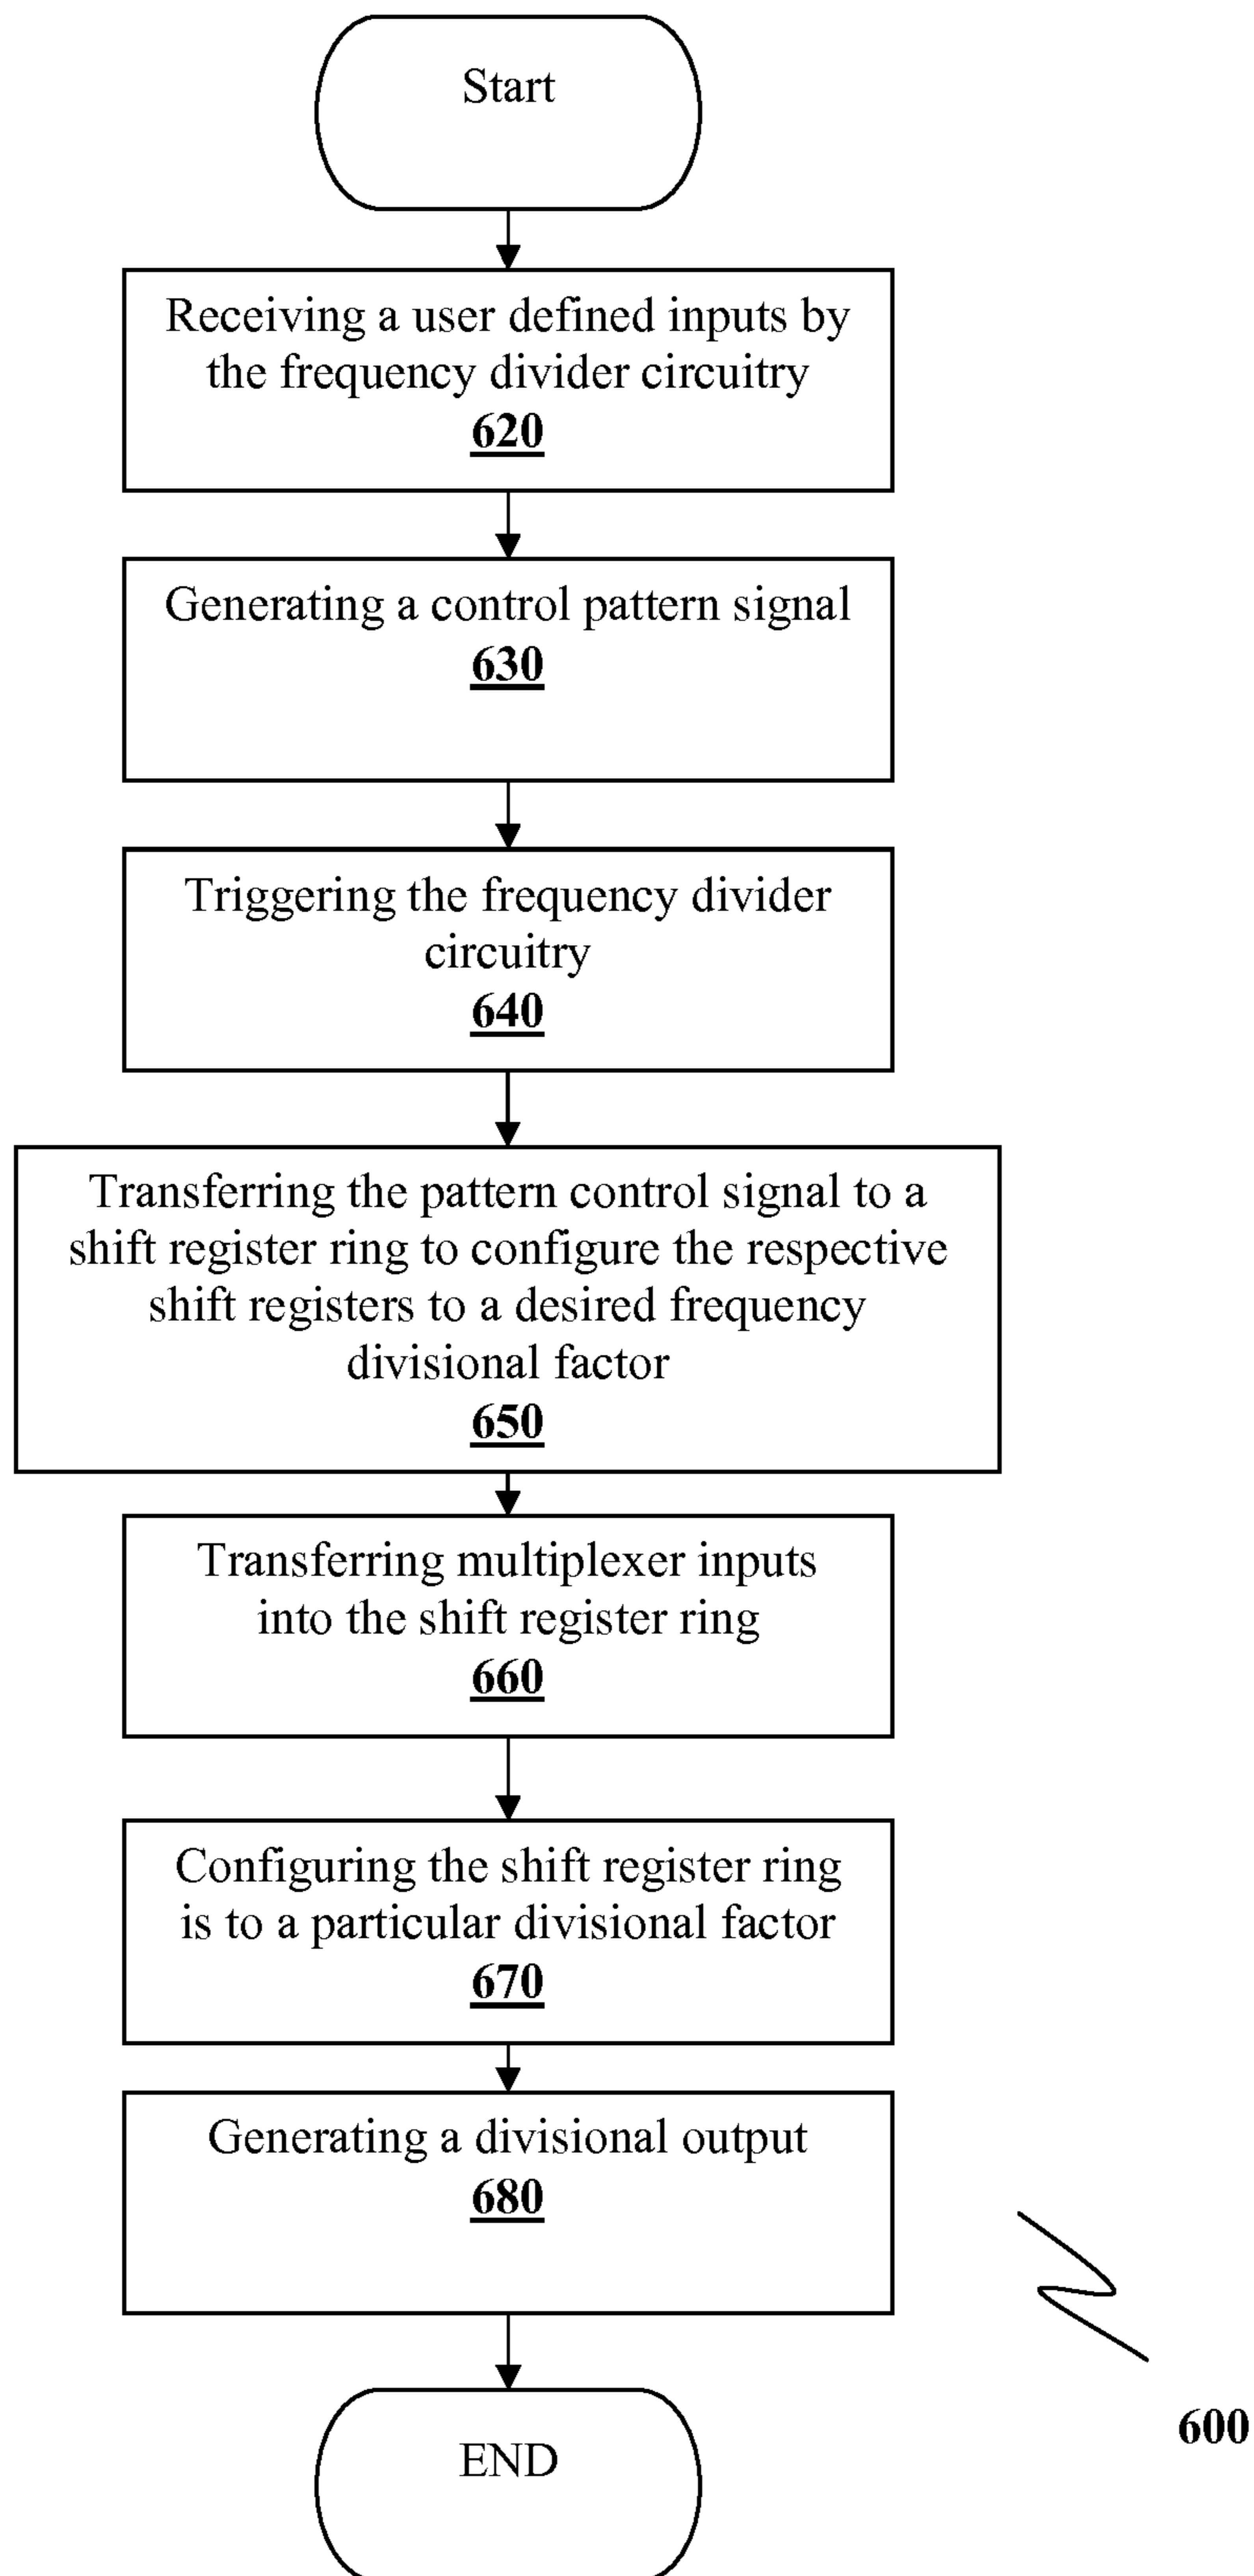 Start
Receiving a user defined inputs by
the frequency divider circuitry
620
Generating a control pattern signal
630
Triggering the frequency divider
circuitry
640
Transferring the pattern control signal to a
shift register ring to configure the respective
shift registers to a desired frequency
divisional factor
650
Transferring multiplexer inputs
into the shift register ring
660
Configuring the shift register ring
is to a particular divisional factor
670
Generating a divisional output
680
600
END